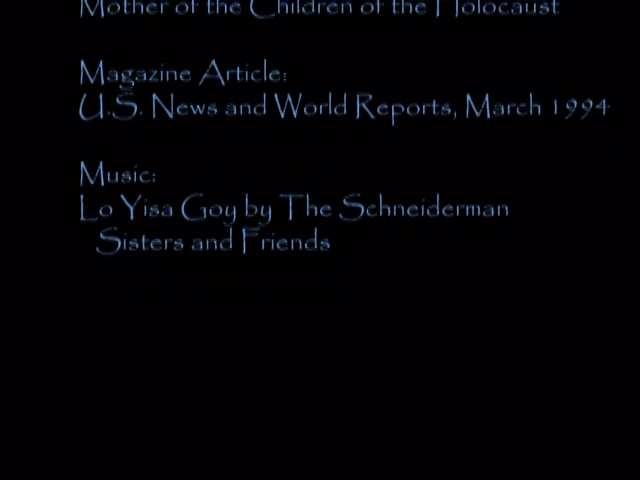 Mother of the Children of the Holocaust
Magazine Article:
U.S. News and World Reports, March 1994
Music:
Lo Yisa Goy by The Schneiderman
Sisters and Friends